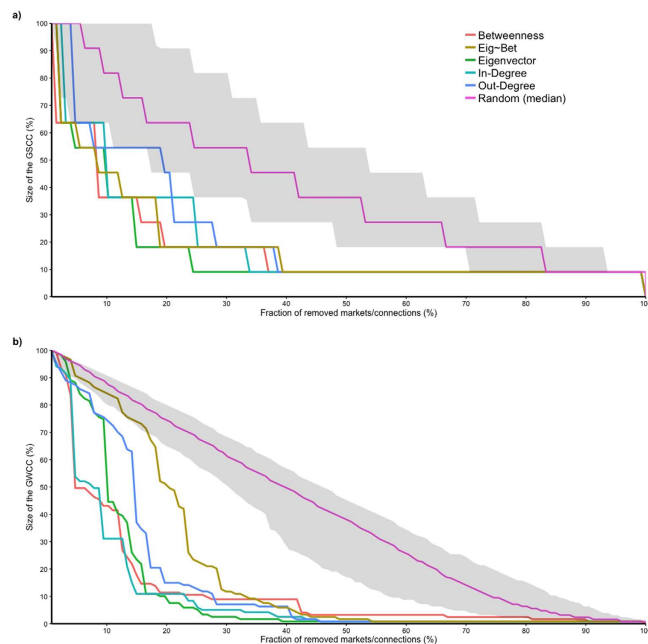 a)
100
90
80
70
60
50
40
30
20
10
0
Size of the GSCC (%)
Betweenness
Eig~Bet
Eigenvector
In-Degree
Out-Degree
Random (median)
10 20 30 40 50 60 70 80 90 100
Fraction of removed markets/connections (%)
b)
100
90
80
70
60
50
40
30
20
10
0
Size of the GWCC (%)
10 20 30 40 50 60 70 80 90 100
Fraction of removed markets/connections (%)